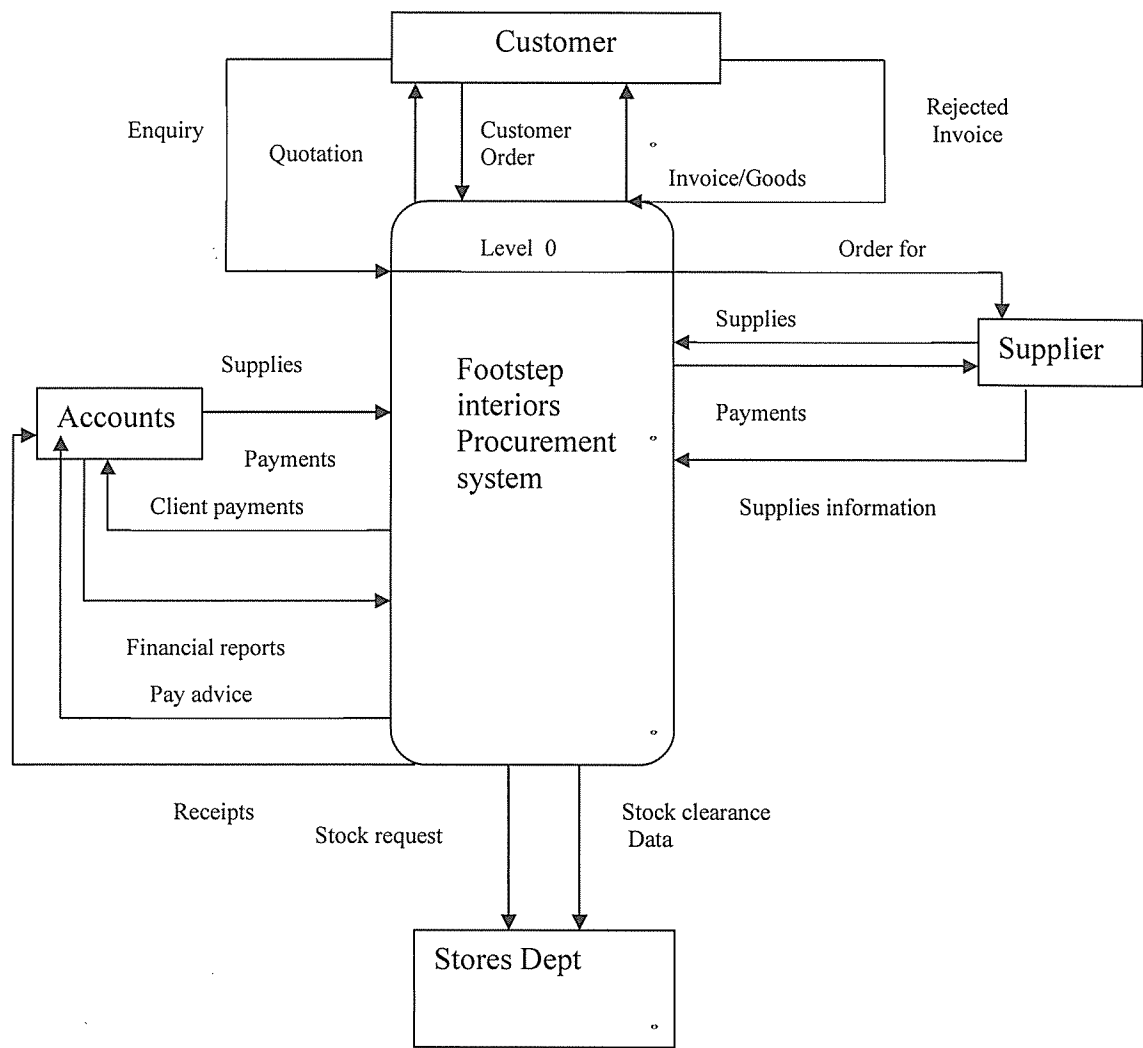 Customer
Enquiry
Quotation
Customer
Order
Rejected
Invoice
Invoice/Goods
Level 0
Order for
Supplies
Supplier
Supplies
Footstep
interiors
Procurement
system
Accounts
Payments
Payments
Client payments
Supplies information
Financial reports
Pay advice
Receipts
Stock request
Stock clearance
Data
Stores Dept